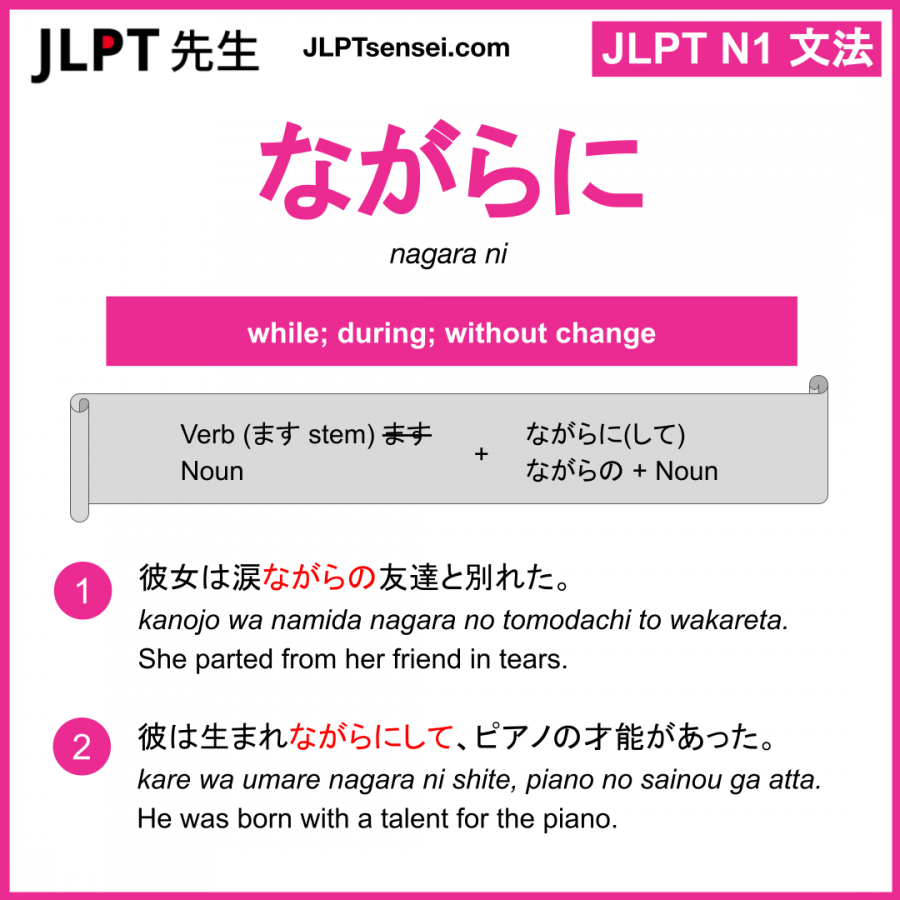 JLPT 先生
JLPTsensei.com
JLPT N1 文法
ながらに
nagara ni
while; during; without change
Verb (ます stem) ます
Noun
+
ながらに(して)
ながらの + Noun
1
彼女は涙ながらの友達と別れた。
kanojo wa namida nagara no tomodachi to wakareta.
She parted from her friend in tears.
2
彼は生まれながらにして、ピアノの才能があった。
kare wa umare nagara ni shite, piano no sainou ga atta.
He was born with a talent for the piano.